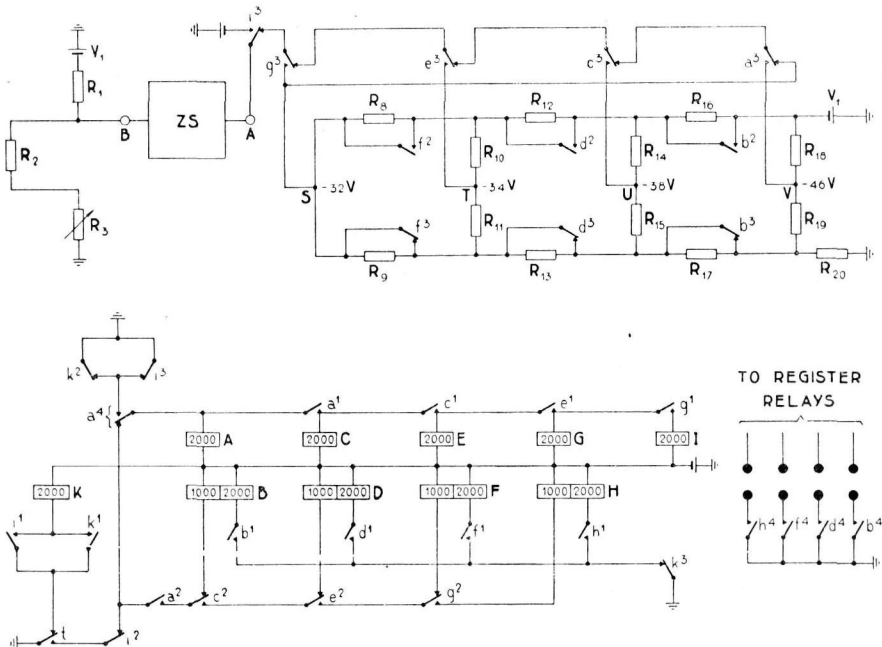 i³
V₁
g³
e³
c³
a³
R₁
B
ZS
A
R₈
R₁₂
R₁₆
V₁
f²
d²
b²
R₂
R₁₀
R₁₄
R₁₈
S
-32V
T
-34V
U
-38V
V
-46V
R₃
R₁₁
R₁₅
R₁₉
f³
d³
b³
R₉
R₁₃
R₁₇
R₂₀
k²
i³
TO REGISTER
RELAYS
a⁴
a¹
c¹
e¹
g¹
2000 A
2000 C
2000 E
2000 G
2000 I
2000 K
1000 2000 B
1000 2000 D
1000 2000 F
1000 2000 H
i¹
k¹
b¹
d¹
f¹
h¹
h⁴
f⁴
d⁴
b⁴
k³
a²
c²
e²
g²
t
i²